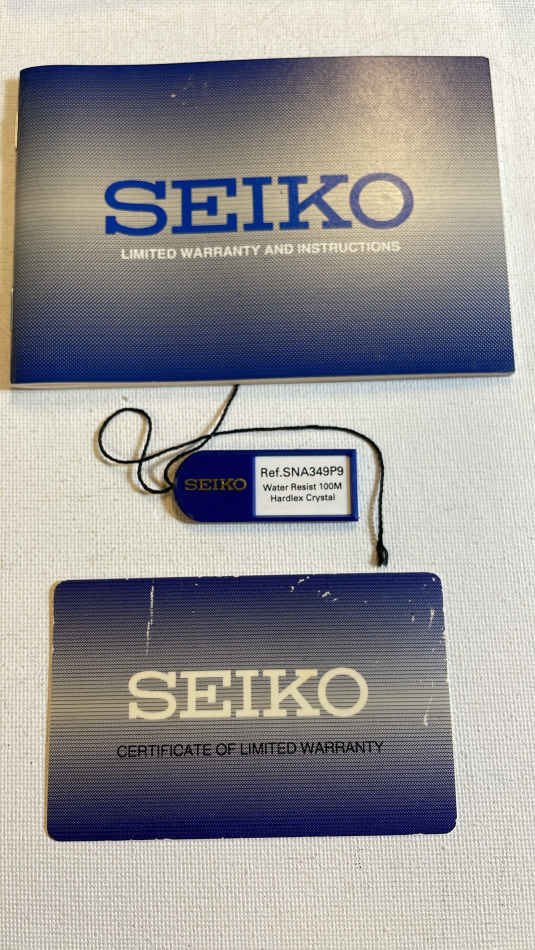 SEIKO
LIMITED WARRANTY AND INSTRUCTIONS
SEIKO
Ref.SNA349P9
Water Resist 100M
Hardlex Crystal
SEIKO
CERTIFICATE OF LIMITED WARRANTY